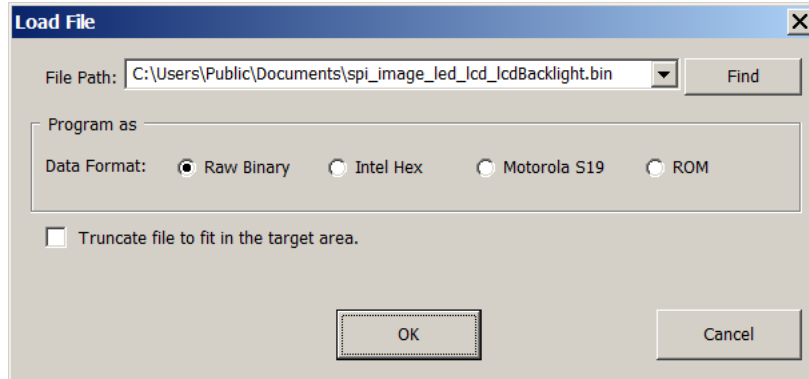 Load File
File Path: C:\Users\Public\Documents\spi_image_led_lcd_lcdBacklight.bin Find
Program as
Data Format: Raw Binary Intel Hex Motorola S19 ROM
Truncate file to fit in the target area.
OK Cancel